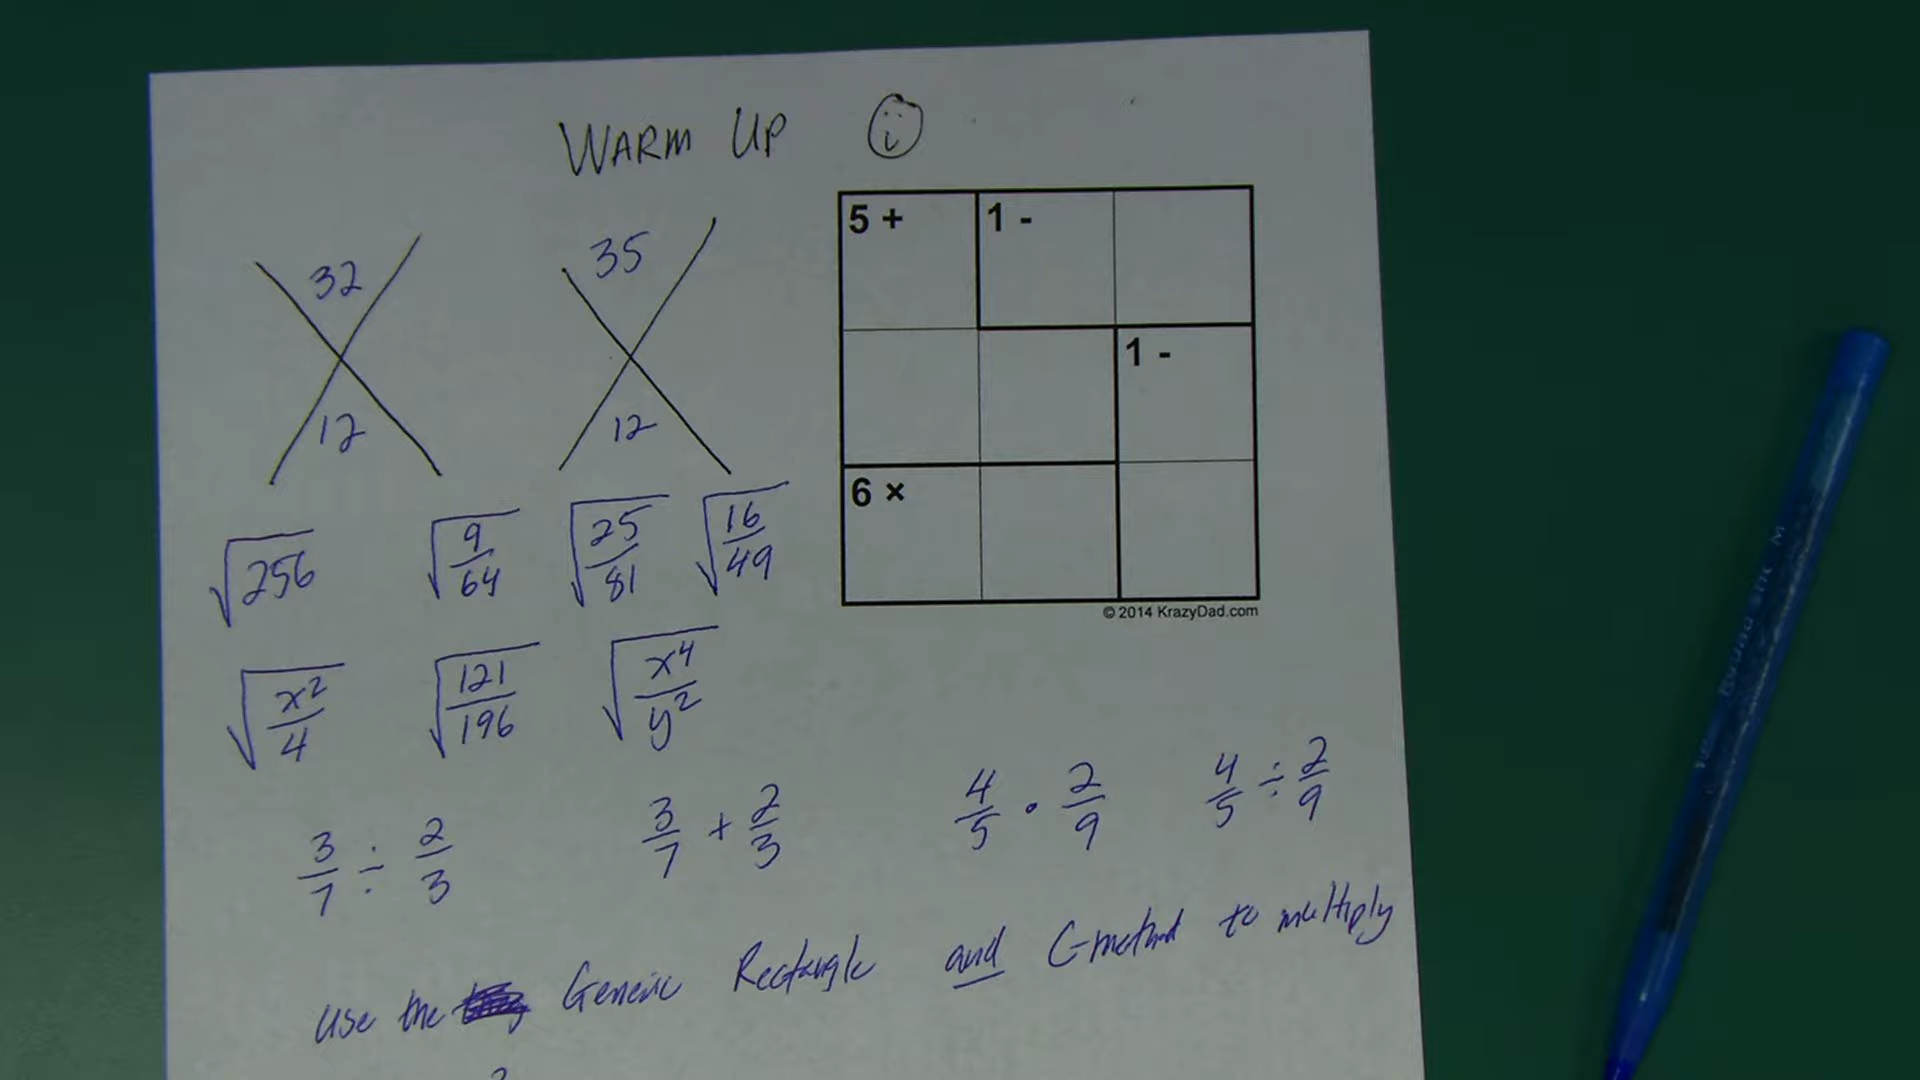 WARM UP
32
12
35
12
5 +
1 -
1 -
6 ×
© 2014 KrazyDad.com
√256 √(9/64) √(25/81) √(16/49)
√(x²/4) √(121/196) √(x⁴/y²)
3/7 ÷ 2/3 3/7 + 2/3 4/5 · 2/9 4/5 ÷ 2/9
Use the Generic Rectangle and C-method to multiply